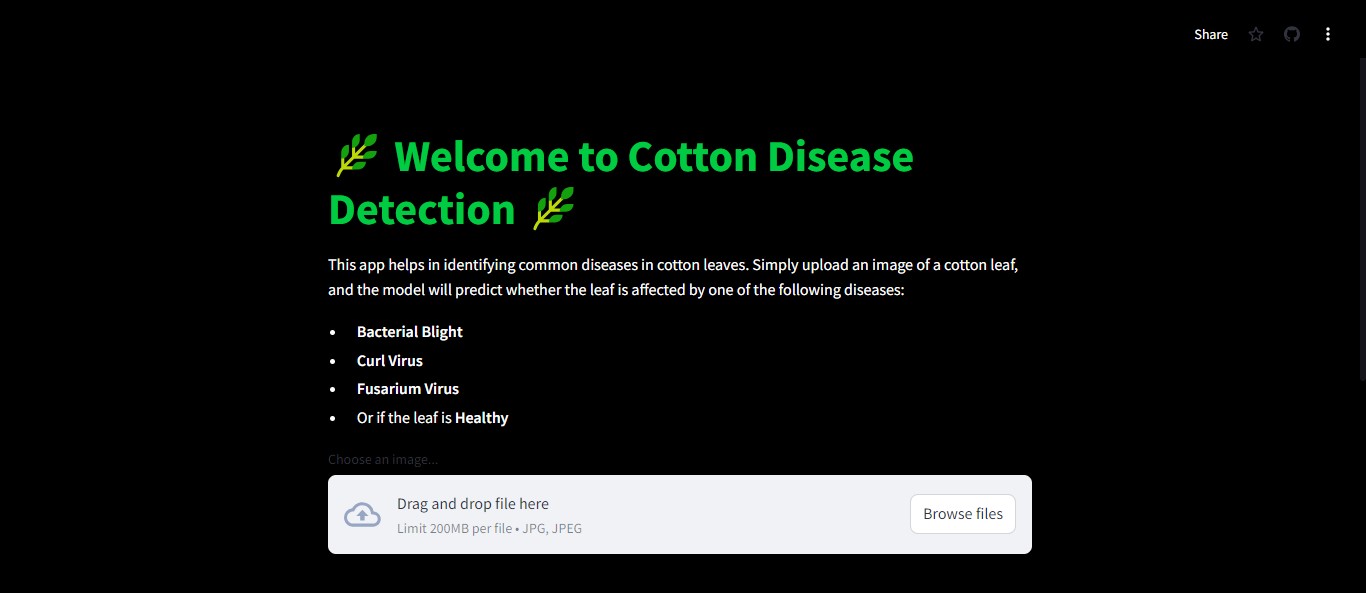 Share
Welcome to Cotton Disease
Detection
This app helps in identifying common diseases in cotton leaves. Simply upload an image of a cotton leaf,
and the model will predict whether the leaf is affected by one of the following diseases:
• Bacterial Blight
• Curl Virus
• Fusarium Virus
• Or if the leaf is Healthy
Choose an image...
Drag and drop file here
Limit 200MB per file • JPG, JPEG
Browse files